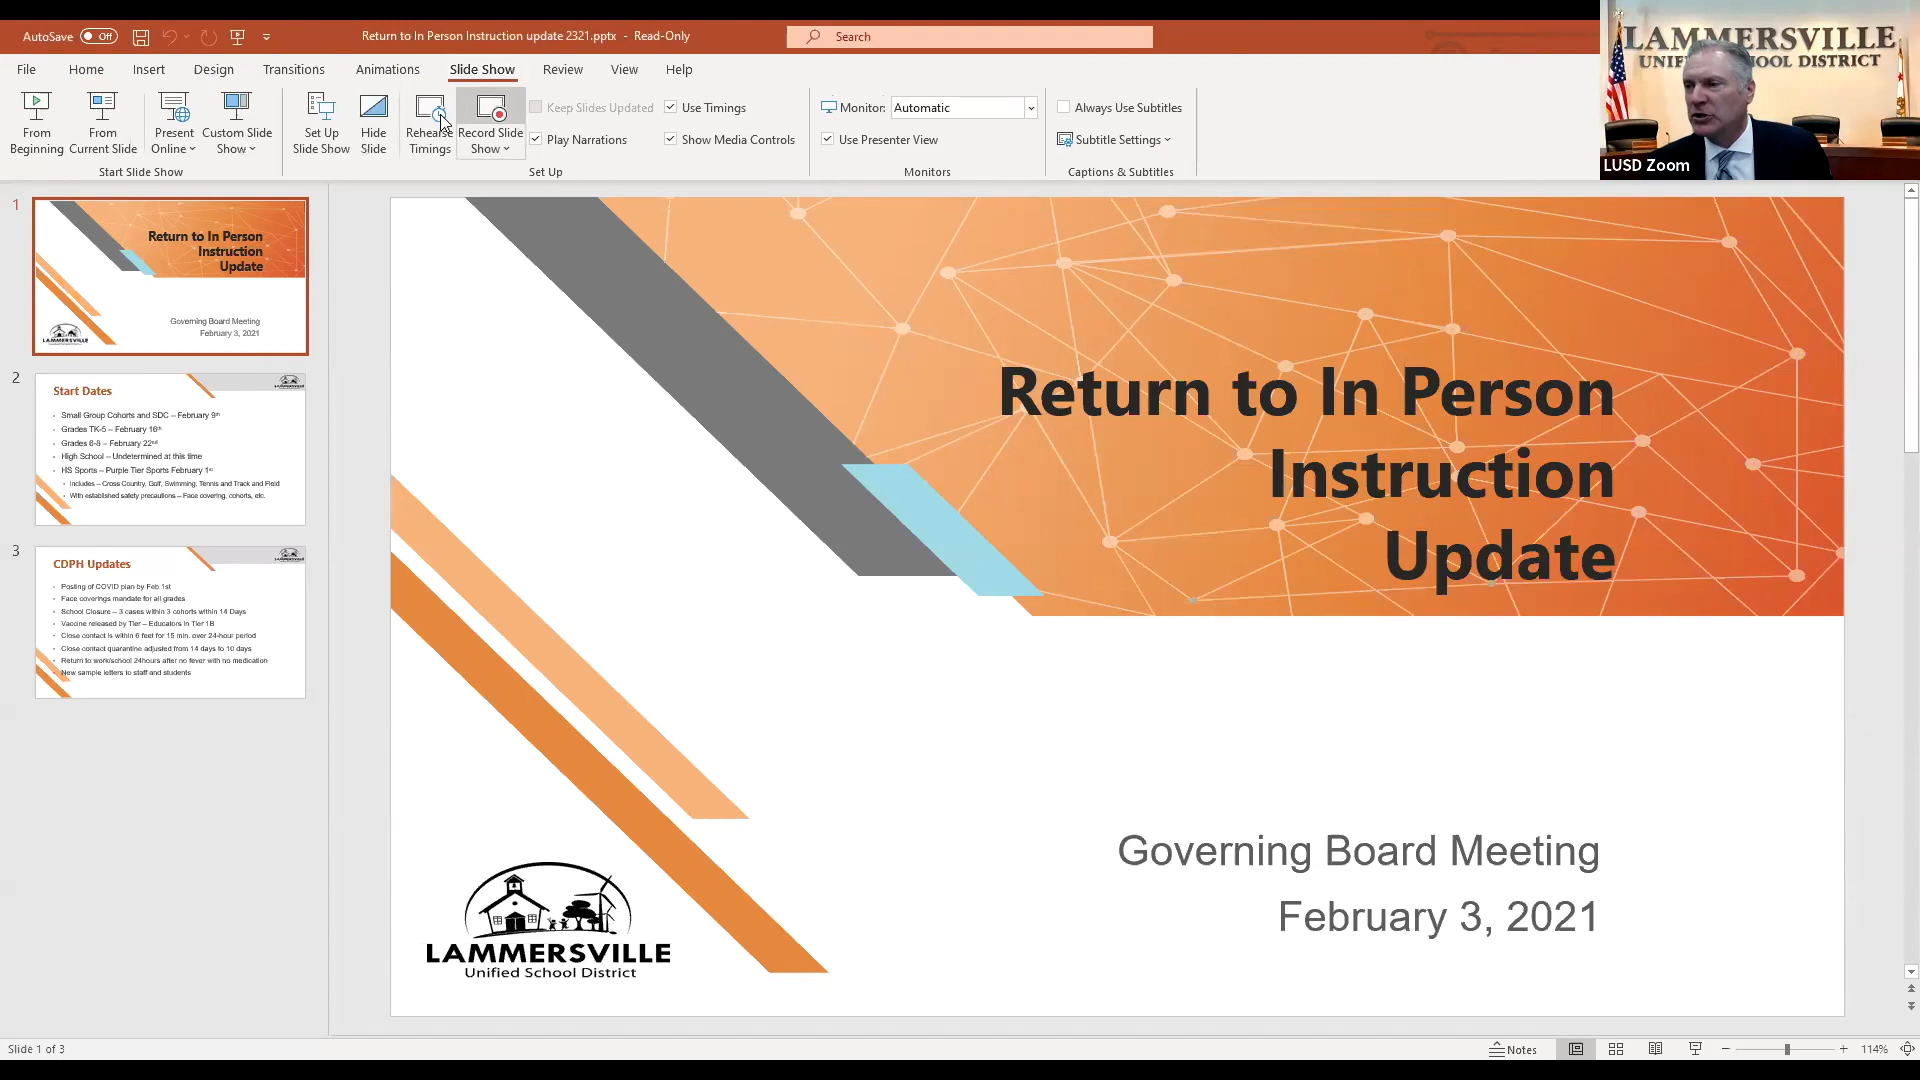 AutoSave Off
Return to In Person Instruction update 2321.pptx - Read-Only
Search
File Home Insert Design Transitions Animations Slide Show Review View Help
From Beginning
From Current Slide
Present Online
Custom Slide Show
Start Slide Show
Set Up Slide Show
Hide Slide
Rehearse Timings
Record Slide Show
Keep Slides Updated
Use Timings
Play Narrations
Show Media Controls
Set Up
Monitor: Automatic
Use Presenter View
Monitors
Always Use Subtitles
Subtitle Settings
Captions & Subtitles
LAMMERSVILLE
UNIFIED SCHOOL DISTRICT
LUSD Zoom
1
Return to In Person
Instruction
Update
Governing Board Meeting
February 3, 2021
LAMMERSVILLE
2
Start Dates
Small Group Cohorts and SDC – February 9th
Grades TK-5 – February 16th
Grades 6-8 – February 22nd
High School – Undetermined at this time
HS Sports – Purple Tier Sports February 1st
Includes – Cross Country, Golf, Swimming, Tennis and Track and Field
With established safety precautions – Face covering, cohorts, etc.
3
CDPH Updates
Posting of COVID plan by Feb 1st
Face coverings mandate for all grades
School Closure – 3 cases within 3 cohorts within 14 Days
Vaccine released by Tier – Educators in Tier 1B
Close contact is within 6 feet for 15 min. over 24-hour period
Close contact quarantine adjusted from 14 days to 10 days
Return to work/school 24hours after no fever with no medication
New sample letters to staff and students
Return to In Person
Instruction
Update
Governing Board Meeting
February 3, 2021
LAMMERSVILLE
Unified School District
Slide 1 of 3
Notes
114%